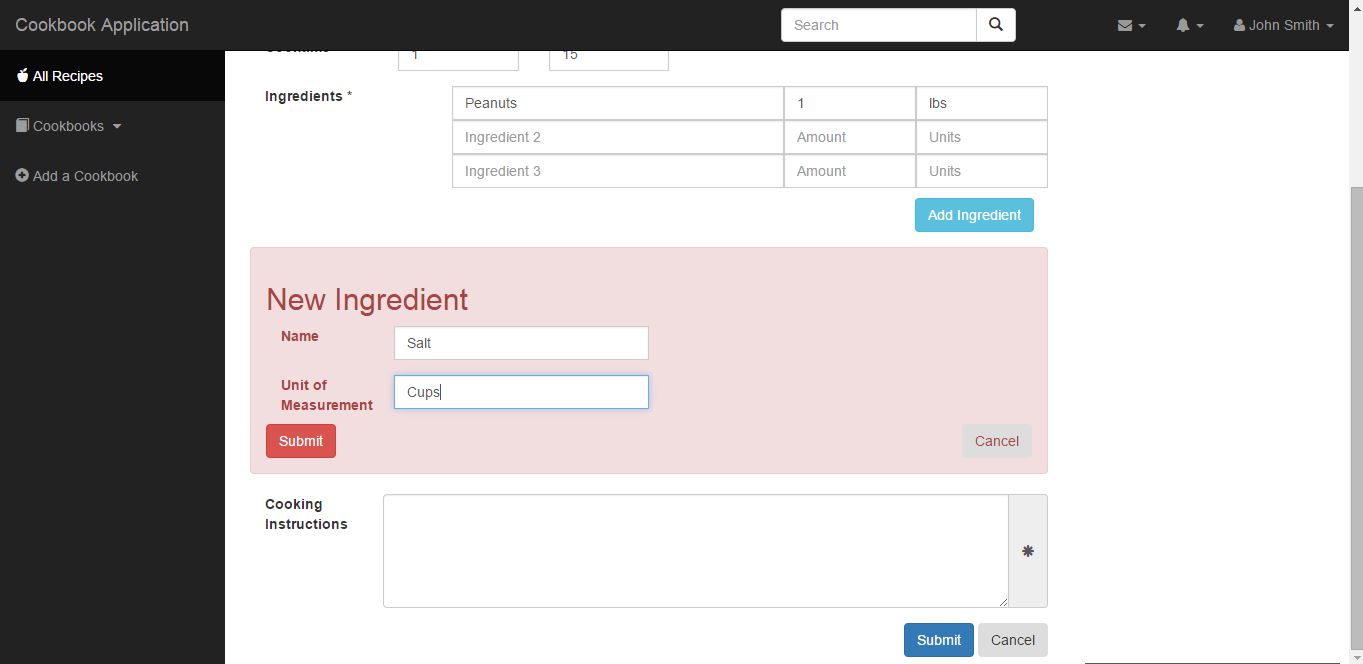 Cookbook Application
Search
John Smith
All Recipes
Cookbooks
Add a Cookbook
1 15
Ingredients *
Peanuts 1 lbs
Ingredient 2 Amount Units
Ingredient 3 Amount Units
Add Ingredient
New Ingredient
Name Salt
Unit of
Measurement
Cups
Submit Cancel
Cooking
Instructions
Submit Cancel